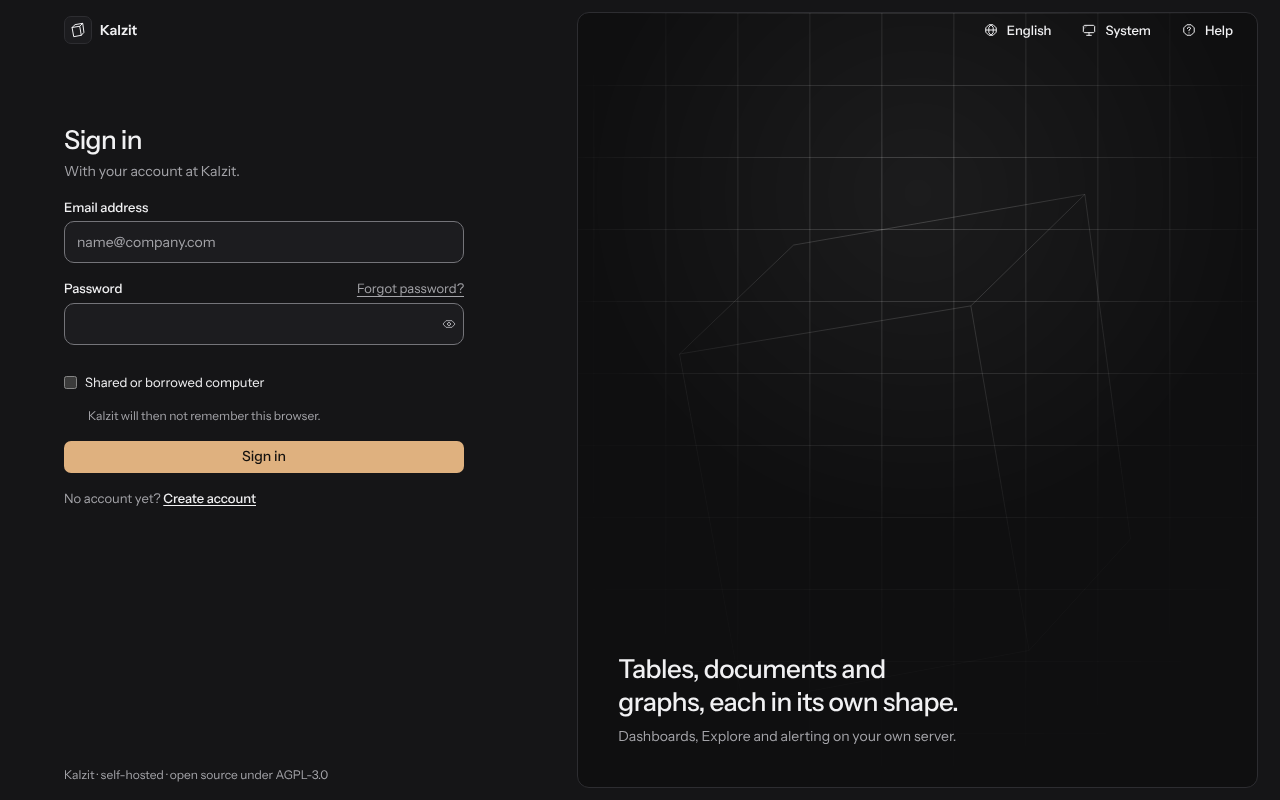 Kalzit
English
System
Help
Sign in
With your account at Kalzit.
Email address
name@company.com
Password
Forgot password?
Shared or borrowed computer
Kalzit will then not remember this browser.
Sign in
No account yet? Create account
Tables, documents and
graphs, each in its own shape.
Dashboards, Explore and alerting on your own server.
Kalzit · self-hosted · open source under AGPL-3.0